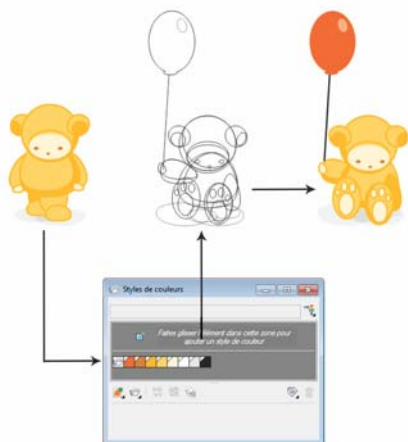 Styles de couleurs
Faites glisser l'élément dans cette zone pour
ajouter un style de couleur